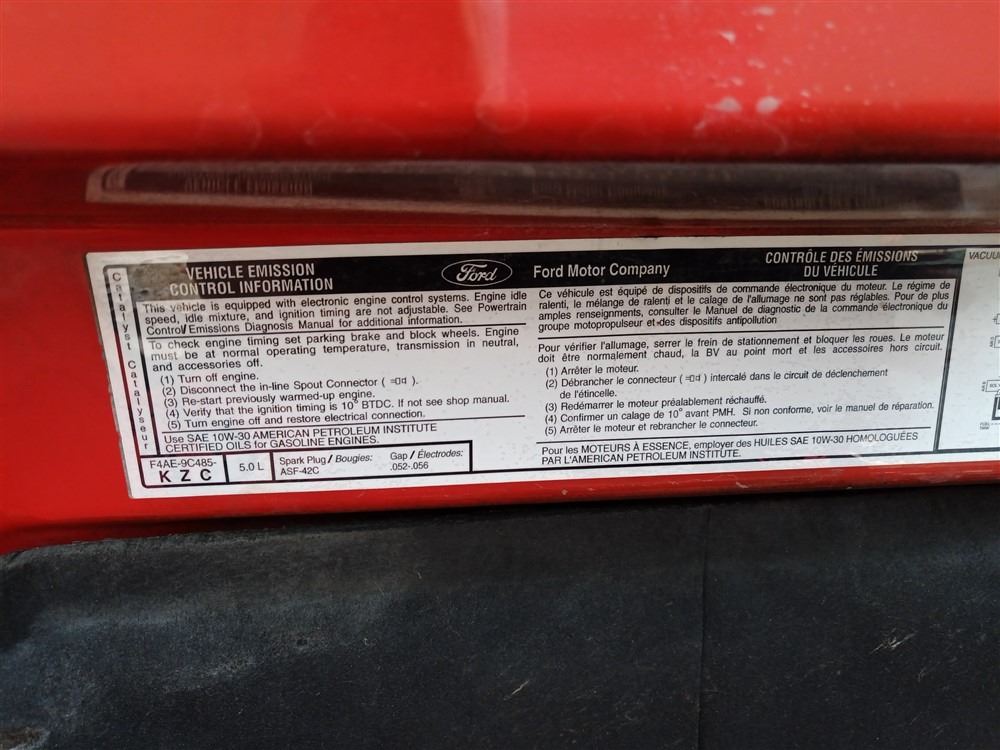 VEHICLE EMISSION
CONTROL INFORMATION
Ford
Ford Motor Company
CONTRÔLE DES ÉMISSIONS
DU VÉHICULE
VACUU
Catalyst Catalyseur
This vehicle is equipped with electronic engine control systems. Engine idle
speed, idle mixture, and ignition timing are not adjustable. See Powertrain
Control/Emissions Diagnosis Manual for additional information.
To check engine timing set parking brake and block wheels. Engine
must be at normal operating temperature, transmission in neutral,
and accessories off.
(1) Turn off engine.
(2) Disconnect the in-line Spout Connector ( ).
(3) Re-start previously warmed-up engine.
(4) Verify that the ignition timing is 10° BTDC. If not see shop manual.
(5) Turn engine off and restore electrical connection.
Use SAE 10W-30 AMERICAN PETROLEUM INSTITUTE
CERTIFIED OILS for GASOLINE ENGINES.
F4AE-9C485-
K Z C
5.0 L
Spark Plug/Bougies:
ASF-42C
Gap/Électrodes:
.052-.056
Ce véhicule est équipé de dispositifs de commande électronique du moteur. Le régime de
ralenti, le mélange de ralenti et le calage de l'allumage ne sont pas réglables. Pour de plus
amples renseignments, consulter le Manuel de diagnostic de la commande électronique du
groupe motopropulseur et des dispositifs antipollution
Pour vérifier l'allumage, serrer le frein de stationnement et bloquer les roues. Le moteur
doit être normalement chaud, la BV au point mort et les accessoires hors circuit.
(1) Arrêter le moteur.
(2) Débrancher le connecteur ( ) intercalé dans le circuit de déclenchement
de l'étincelle.
(3) Redémarrer le moteur préalablement réchauffé.
(4) Confirmer un calage de 10° avant PMH. Si non conforme, voir le manuel de réparation.
(5) Arrêter le moteur et rebrancher le connecteur.
Pour les MOTEURS À ESSENCE, employer des HUILES SAE 10W-30 HOMOLOGUÉES
PAR L'AMERICAN PETROLEUM INSTITUTE.